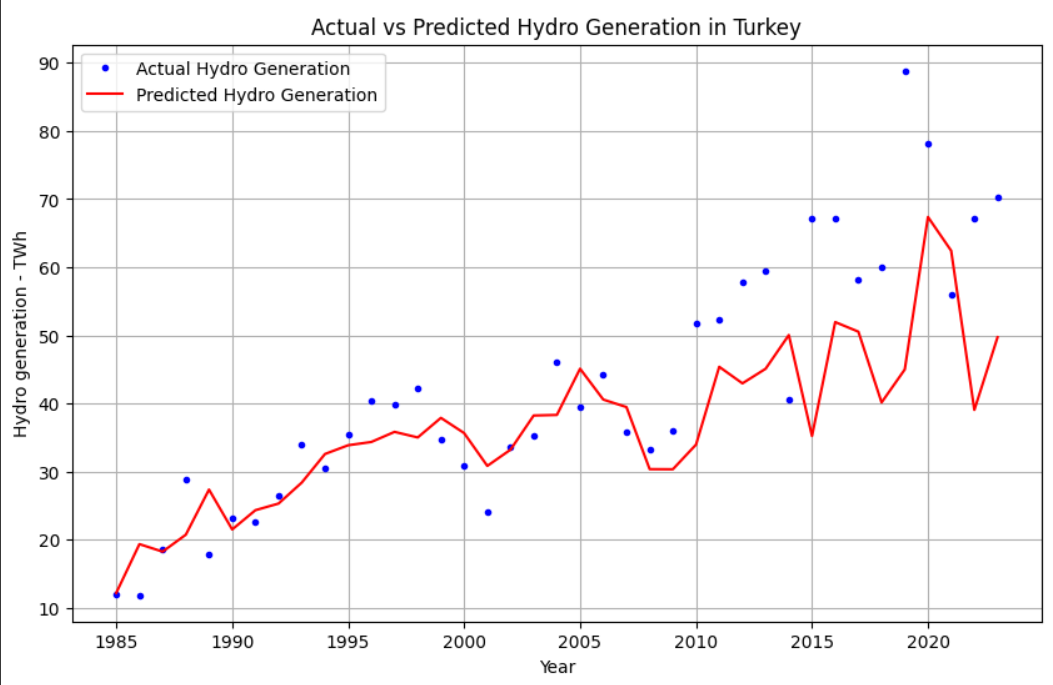 Actual vs Predicted Hydro Generation in Turkey
Actual Hydro Generation
Predicted Hydro Generation
Hydro generation - TWh
90
80
70
60
50
40
30
20
10
1985 1990 1995 2000 2005 2010 2015 2020
Year